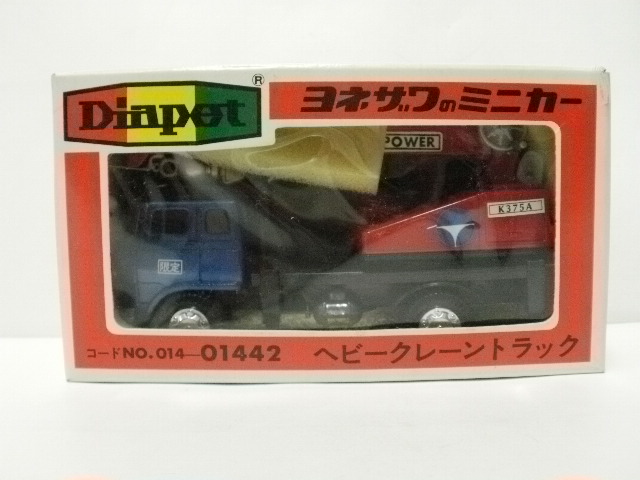 Diapet ®
ヨネザワのミニカー
POWER
K375A
限定
コードNO.014—01442 ヘビークレーントラック